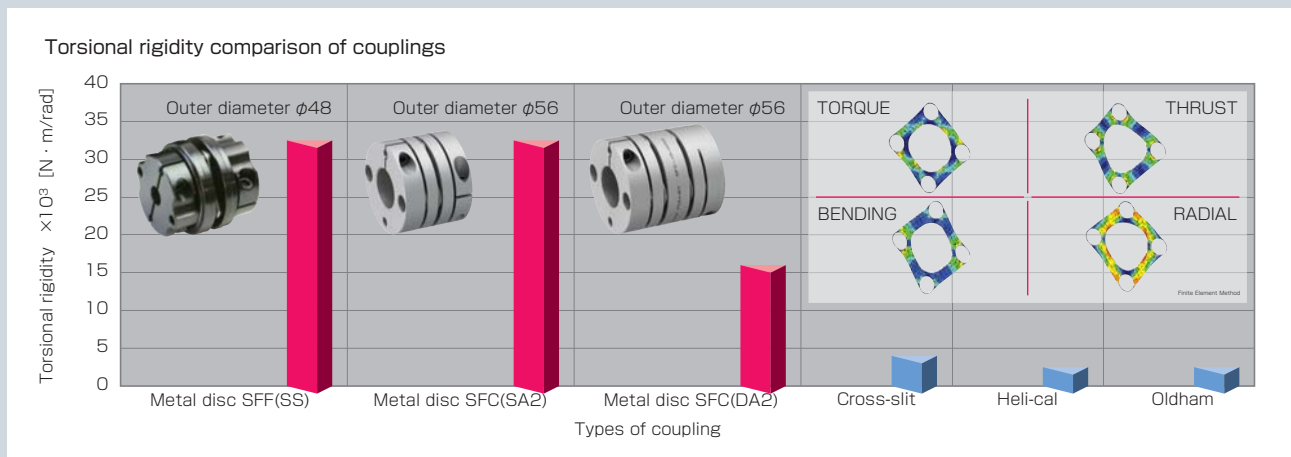 Torsional rigidity comparison of couplings
Torsional rigidity ×10³ [N · m/rad]
40
35
30
25
20
15
10
5
0
Outer diameter φ48
Outer diameter φ56
Outer diameter φ56
TORQUE
THRUST
BENDING
RADIAL
Finite Element Method
Metal disc SFF(SS)
Metal disc SFC(SA2)
Metal disc SFC(DA2)
Cross-slit
Heli-cal
Oldham
Types of coupling